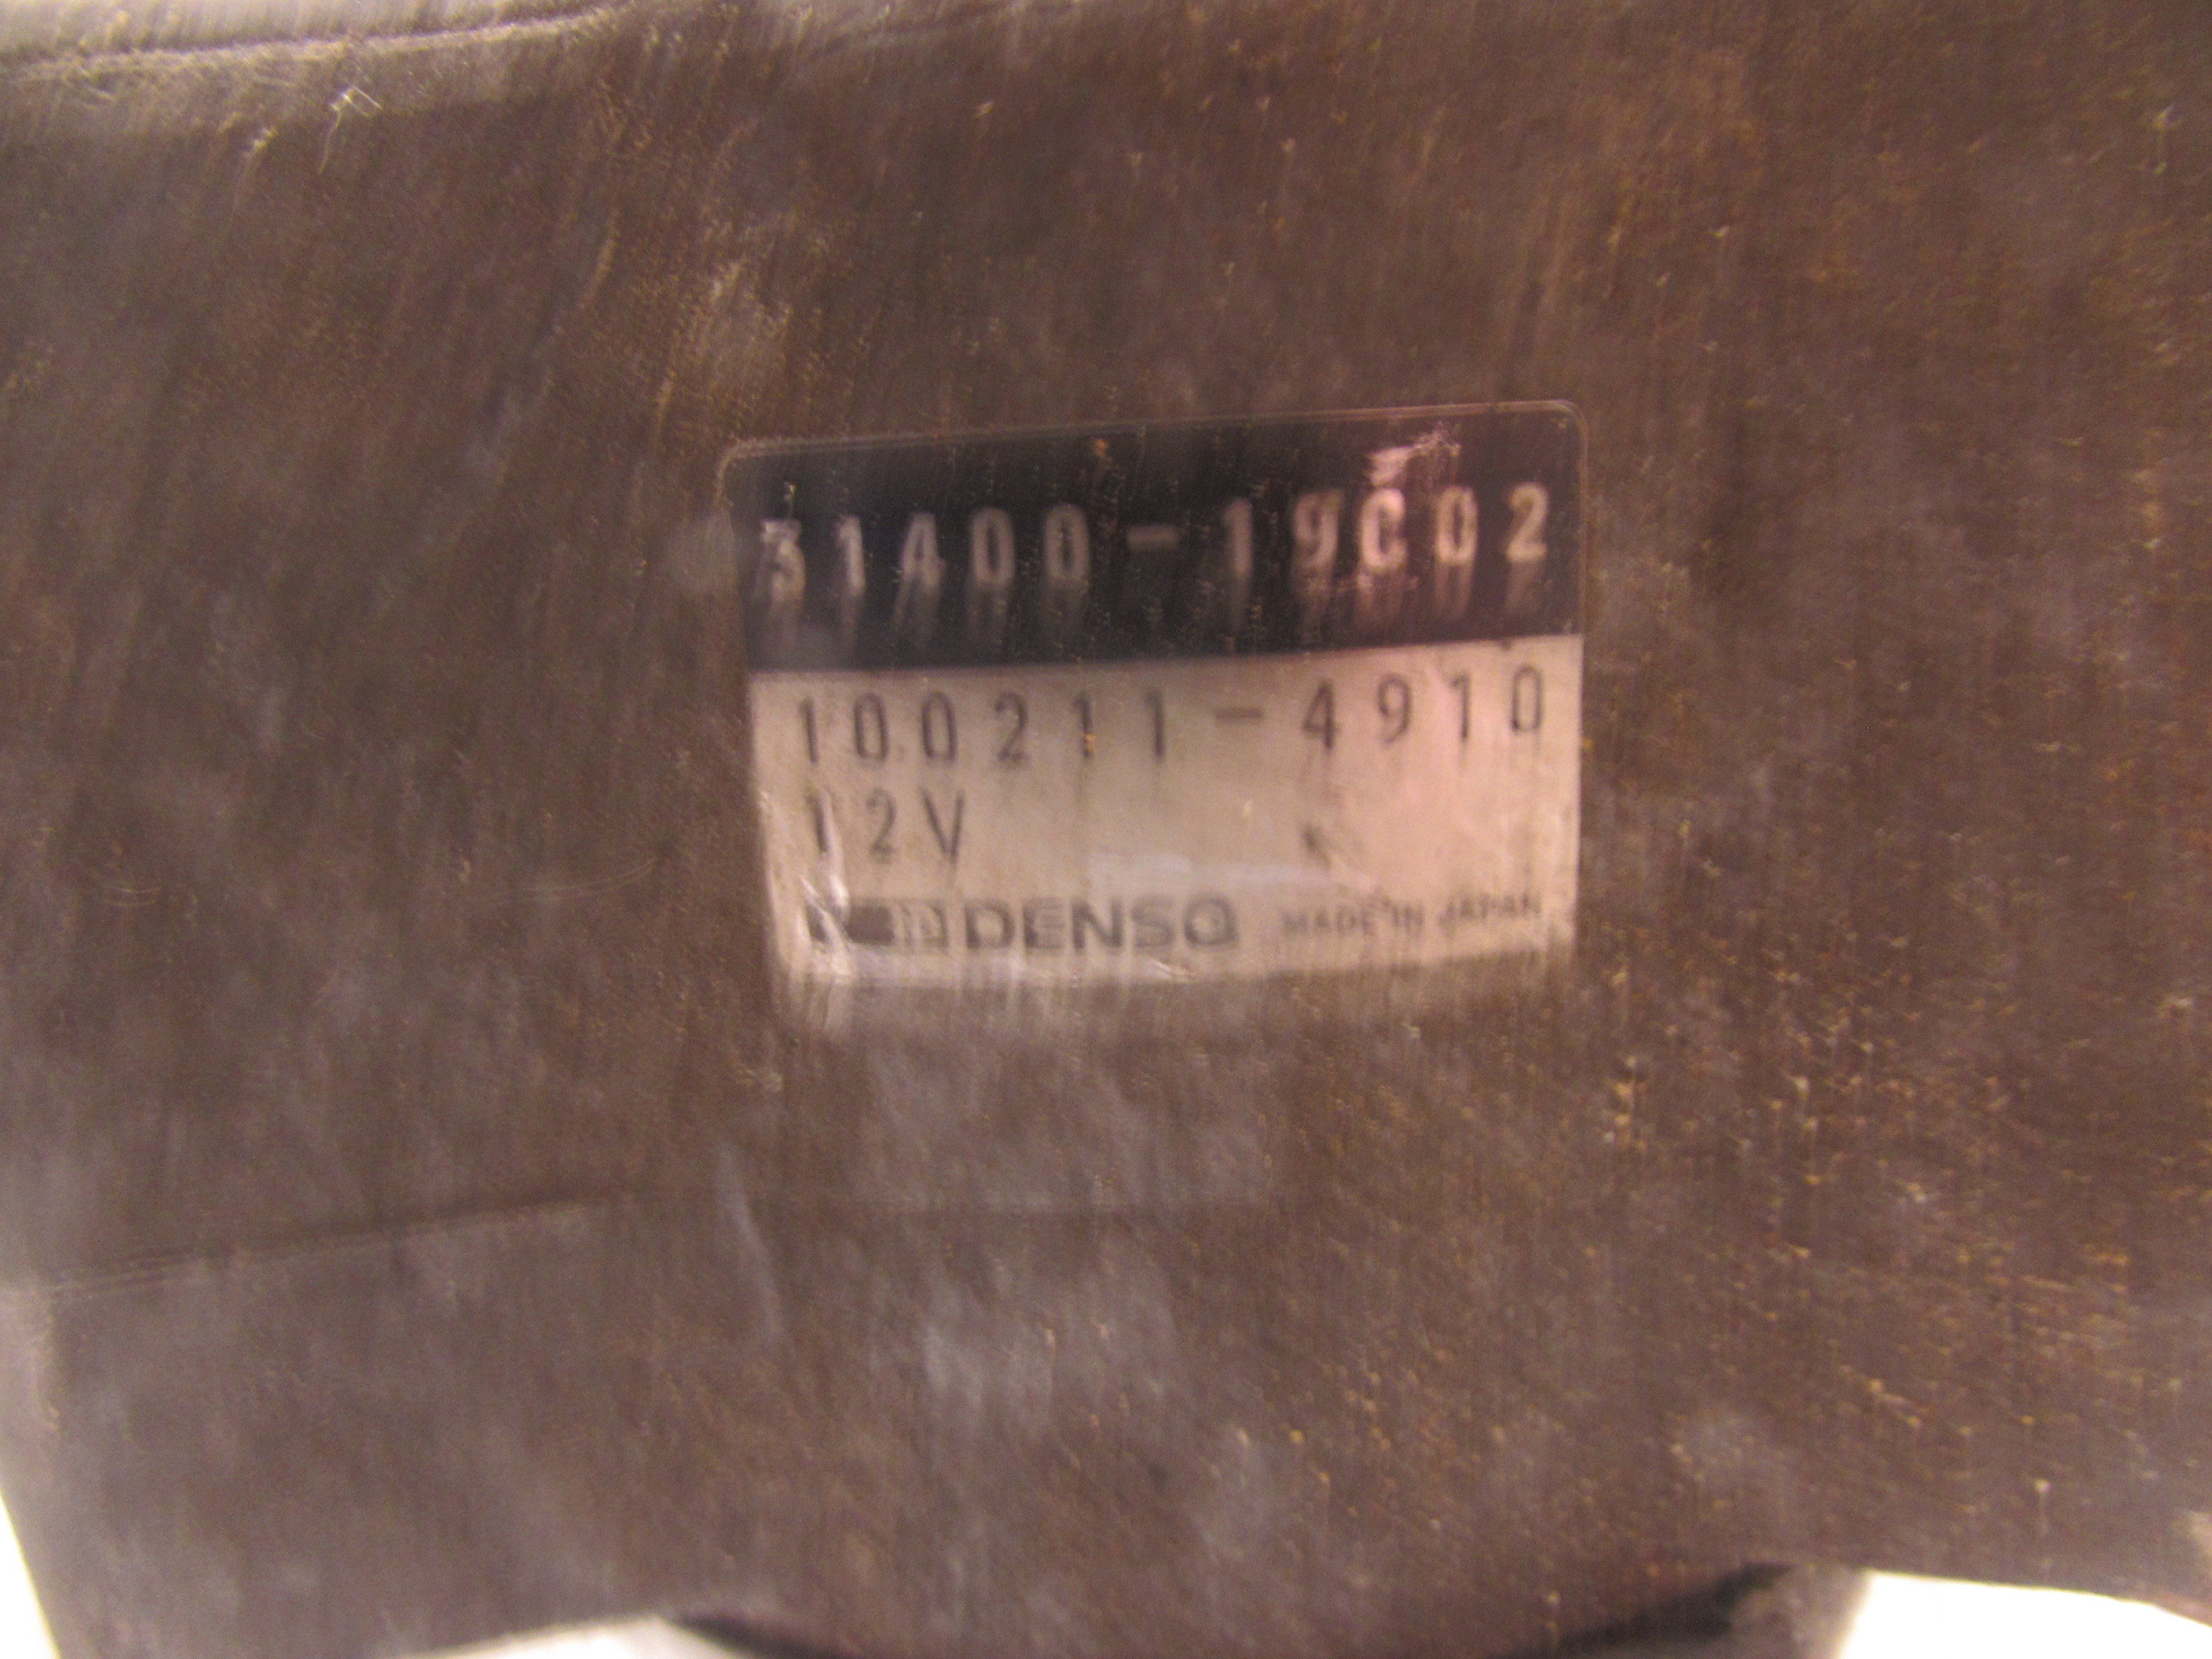 31400-19C02
100211-4910
12V
DENSO MADE IN JAPAN